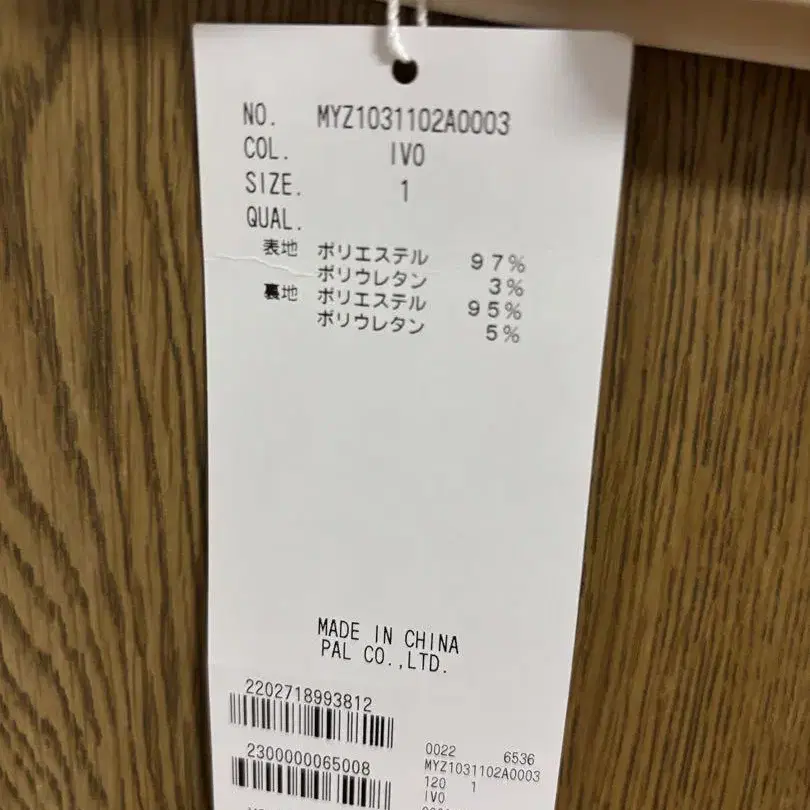 NO. MYZ1031102A0003
COL. IVO
SIZE. 1
QUAL.
表地 ポリエステル 97%
ポリウレタン 3%
裏地 ポリエステル 95%
ポリウレタン 5%
MADE IN CHINA
PAL CO.,LTD.
2202718993812
2300000065008
0022 6536
MYZ1031102A0003
120 1
IVO